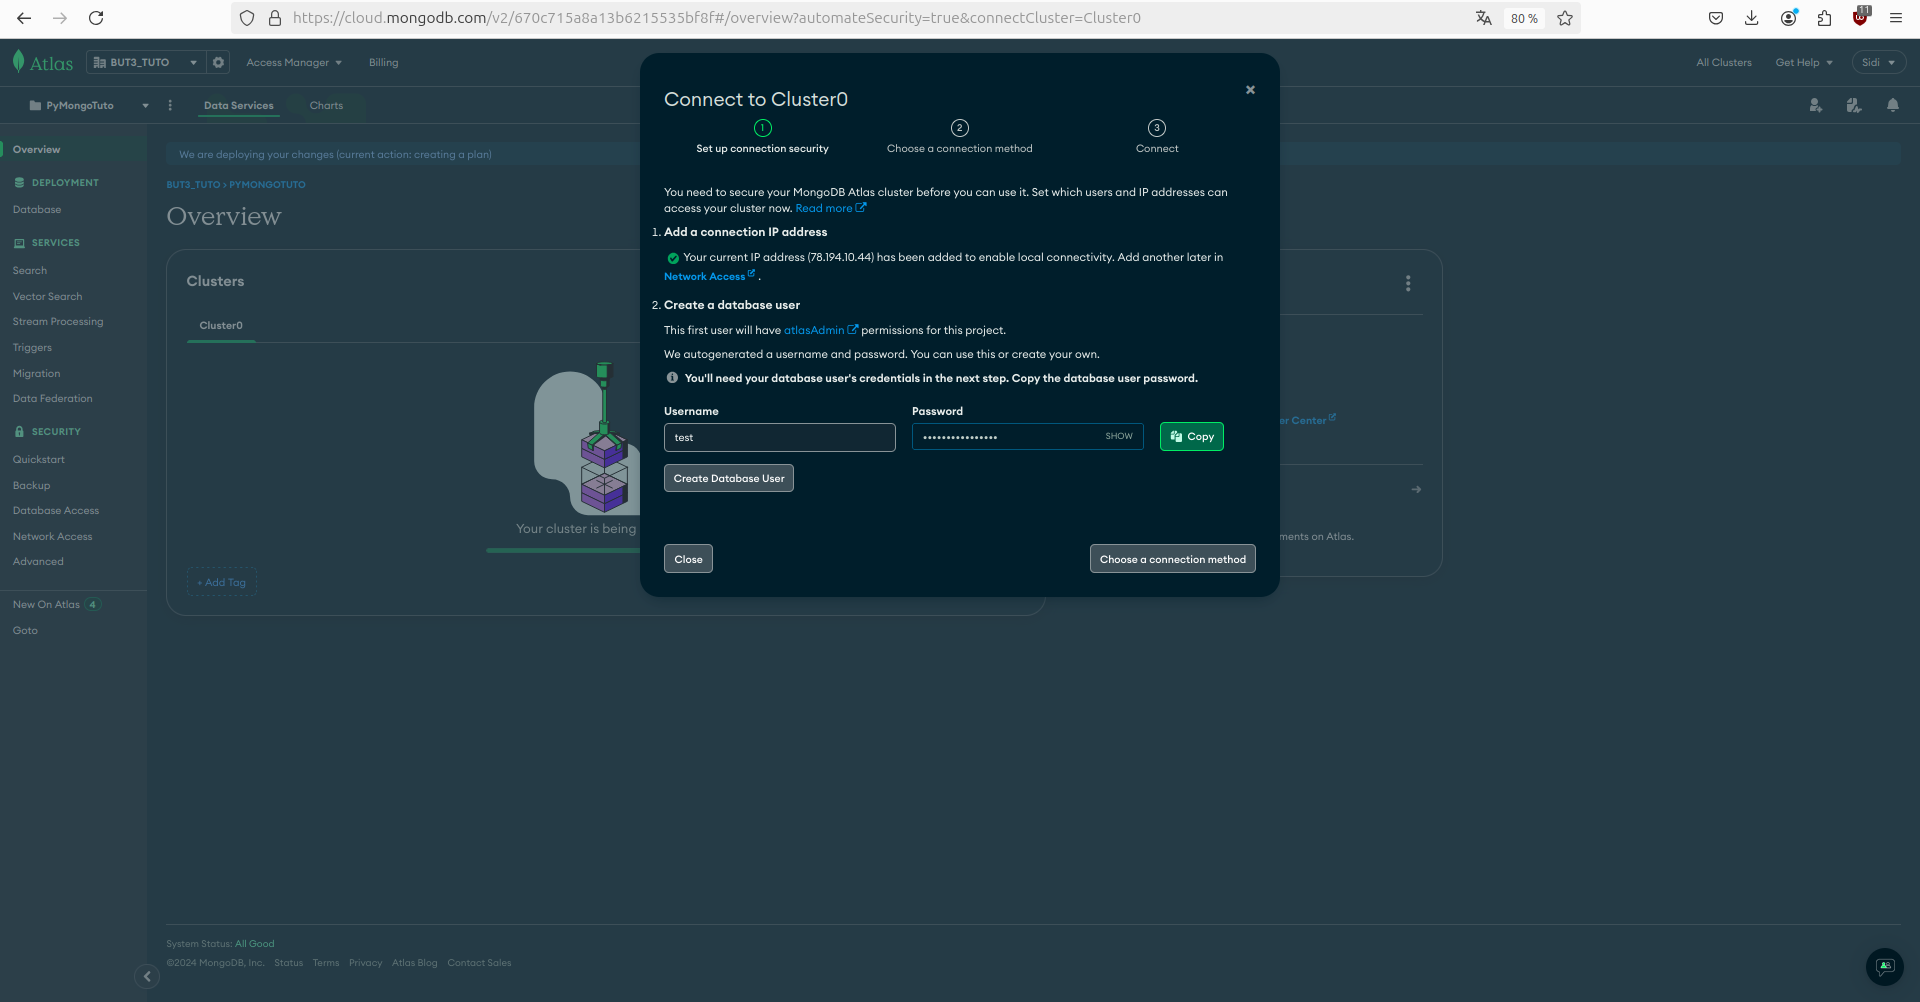 https://cloud.mongodb.com/v2/670c715a8a13b6215535bf8f#/overview?automateSecurity=true&connectCluster=Cluster0
80 %
11
Atlas
BUT3_TUTO
Access Manager
Billing
All Clusters
Get Help
Sidi
PyMongoTuto
Data Services
Charts
Overview
DEPLOYMENT
Database
SERVICES
Search
Vector Search
Stream Processing
Triggers
Migration
Data Federation
SECURITY
Quickstart
Backup
Database Access
Network Access
Advanced
New On Atlas 4
Goto
We are deploying your changes (current action: creating a plan)
BUT3_TUTO > PYMONGOTUTO
Overview
Clusters
Cluster0
Your cluster is being
+ Add Tag
er Center
ments on Atlas.
Connect to Cluster0
1
2
3
Set up connection security
Choose a connection method
Connect
You need to secure your MongoDB Atlas cluster before you can use it. Set which users and IP addresses can
access your cluster now. Read more
1. Add a connection IP address
Your current IP address (78.194.10.44) has been added to enable local connectivity. Add another later in
Network Access .
2. Create a database user
This first user will have atlasAdmin permissions for this project.
We autogenerated a username and password. You can use this or create your own.
You'll need your database user's credentials in the next step. Copy the database user password.
Username
Password
test
•••••••••••••••• SHOW
Copy
Create Database User
Close
Choose a connection method
System Status: All Good
©2024 MongoDB, Inc. Status Terms Privacy Atlas Blog Contact Sales